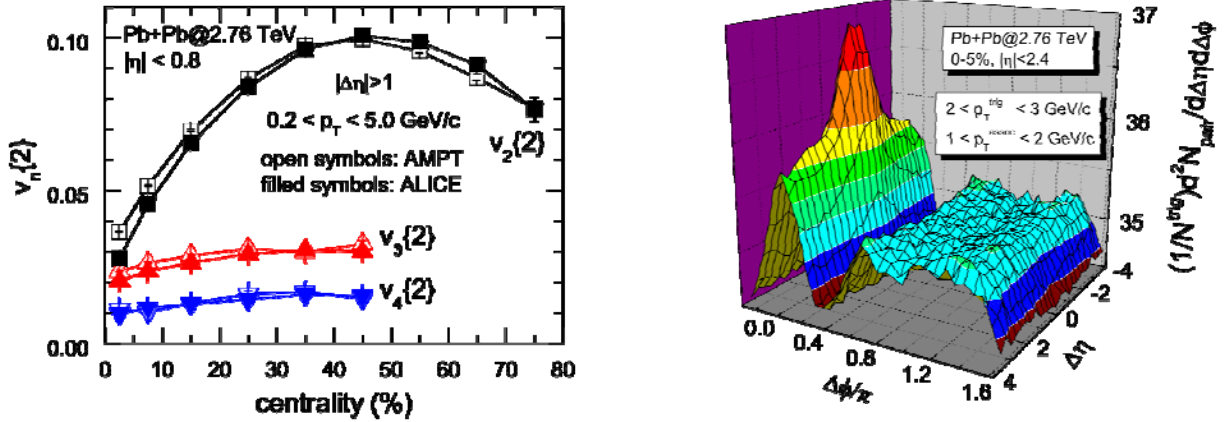 0.10
0.05
0.00
v_n{2}
Pb+Pb@2.76 TeV
|η| < 0.8
|Δη|>1
0.2 < p_T < 5.0 GeV/c
v_2{2}
open symbols: AMPT
filled symbols: ALICE
v_3{2}
v_4{2}
0 10 20 30 40 50 60 70 80
centrality (%)
37
36
35
(1/N^trig)d²N_pair/dΔηdΔϕ
Pb+Pb@2.76 TeV
0-5%, |η|<2.4
2 < p_T^trig < 3 GeV/c
1 < p_T^assoc < 2 GeV/c
-4
-2
0
2
4
Δη
0.0 0.4 0.8 1.2 1.6
Δϕ/π